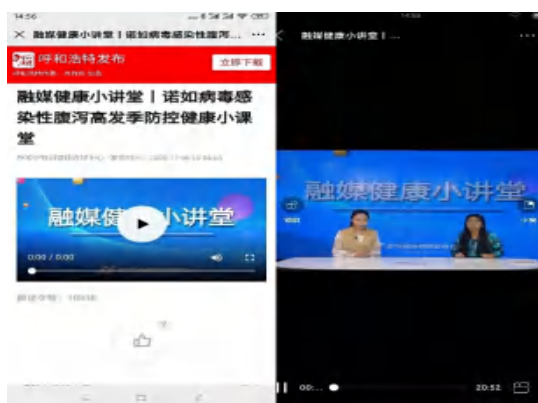 14:56
融媒健康小讲堂丨诺如病毒感染性腹泻...
呼和浩特发布
立即下载
融媒健康小讲堂丨诺如病毒感
染性腹泻高发季防控健康小课
堂
融媒健 小讲堂
0:00 / 0:00
融媒健康小讲堂丨...
融媒健康小讲堂
00:...
20:52